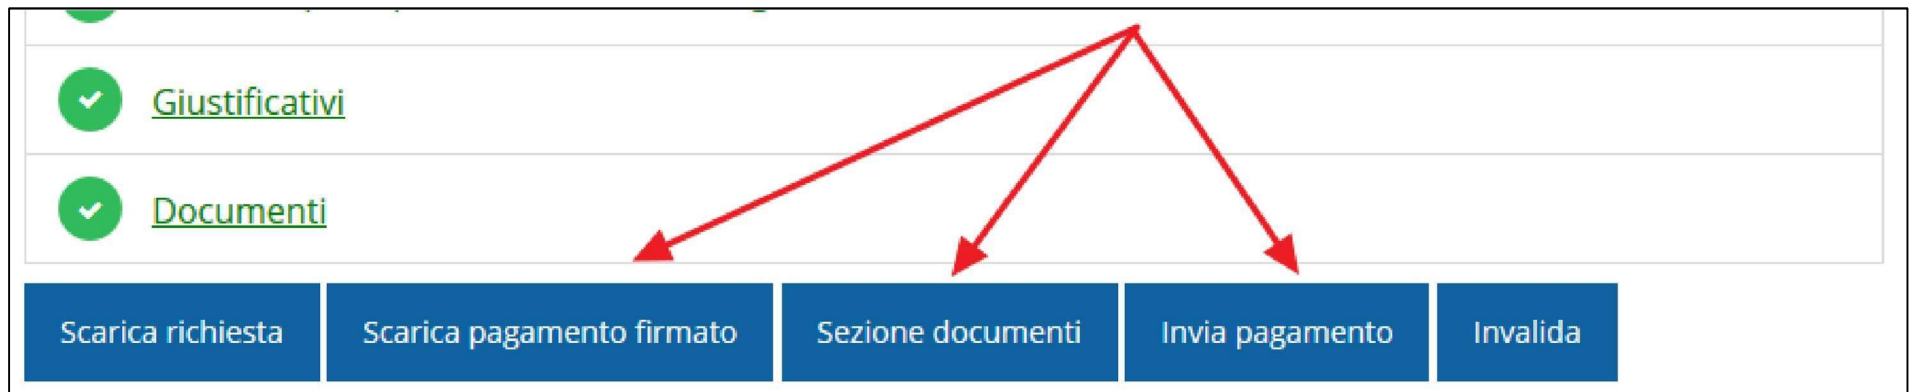 Giustificativi
Documenti
Scarica richiesta Scarica pagamento firmato Sezione documenti Invia pagamento Invalida